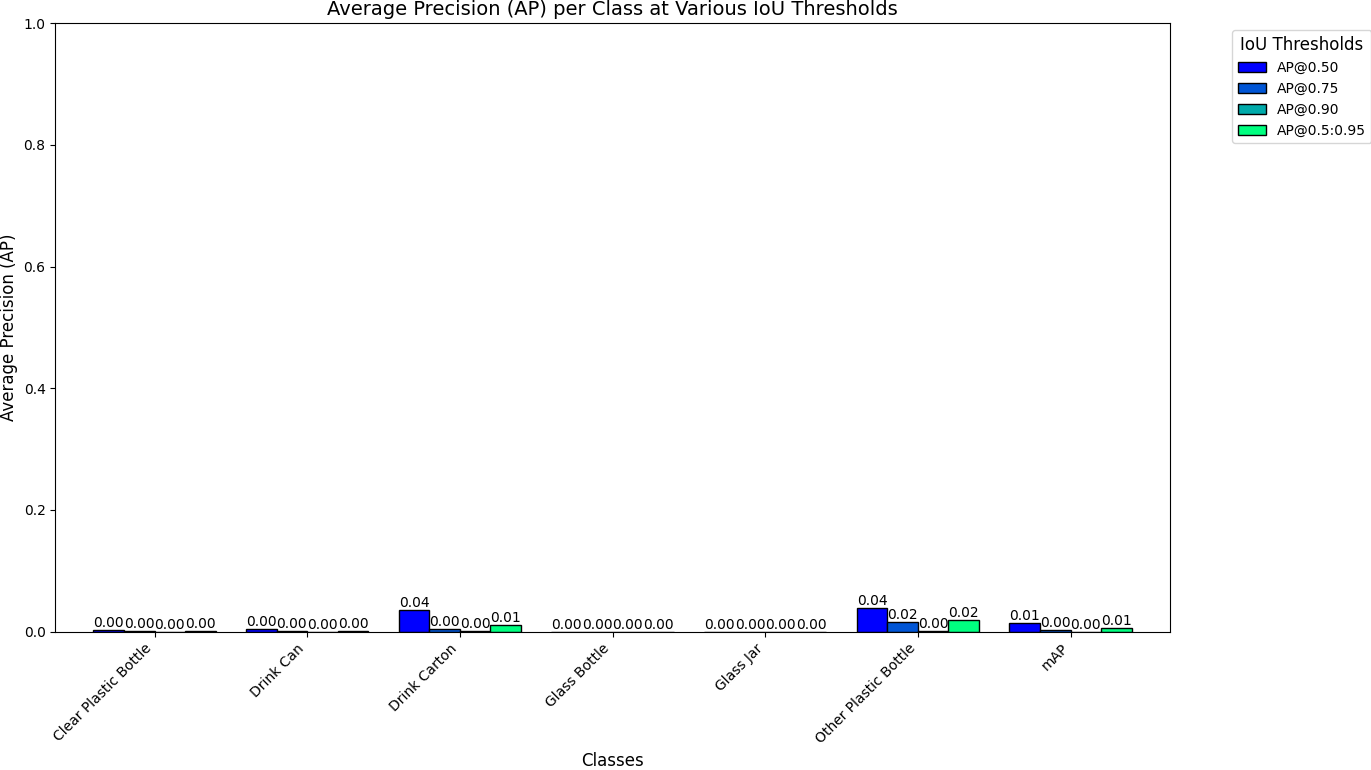 Average Precision (AP) per Class at Various IoU Thresholds
IoU Thresholds
AP@0.50
AP@0.75
AP@0.90
AP@0.5:0.95
Average Precision (AP)
1.0
0.8
0.6
0.4
0.2
0.0
0.00 0.00 0.00 0.00
0.00 0.00 0.00 0.00
0.04 0.00 0.00 0.01
0.00 0.00 0.00 0.00
0.00 0.00 0.00 0.00
0.04 0.02 0.00 0.02
0.01 0.00 0.00 0.01
Clear Plastic Bottle
Drink Can
Drink Carton
Glass Bottle
Glass Jar
Other Plastic Bottle
mAP
Classes